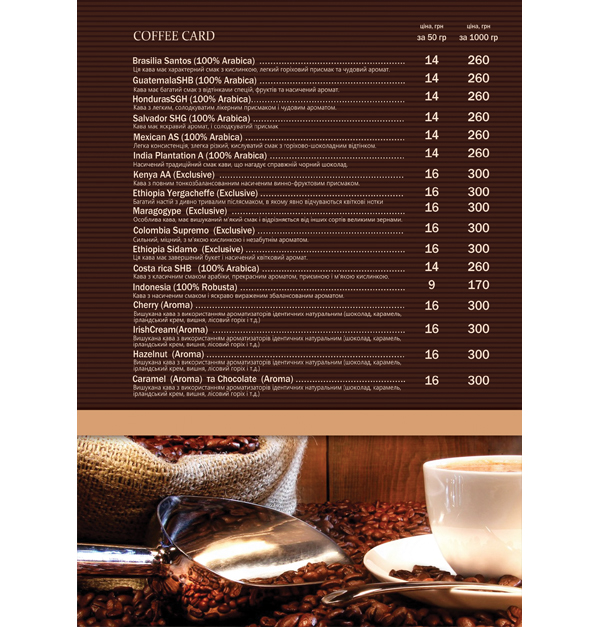 COFFEE CARD
ціна, грн ціна, грн
за 50 гр за 1000 гр
Brasilia Santos (100% Arabica) 14 260
Ця кава має характерний смак з кислинкою, легкий горіховий присмак та чудовий аромат.
GuatemalaSHB (100% Arabica) 14 260
Кава має багатий смак з відтінками спецій, фруктів та насичений аромат.
HondurasSGH (100% Arabica) 14 260
Кава з легким, солодкуватим лікерним присмаком і чудовим ароматом.
Salvador SHG (100% Arabica) 14 260
Кава має яскравий аромат, і солодкуватий присмак
Mexican AS (100% Arabica) 14 260
Легка консистенція, злегка різкий, кислуватий смак з горіхово-шоколадним відтінком.
India Plantation A (100% Arabica) 14 260
Насичений традиційний смак кави, що нагадує справжній чорний шоколад.
Kenya AA (Exclusive) 16 300
Кава з повним тонкозбалансованним насиченим винно-фруктовим присмаком.
Ethiopia Yergacheffe (Exclusive) 16 300
Багатий настій з дивно тривалим післясмаком, в якому явно відчуваються квіткові нотки
Maragogype (Exclusive) 16 300
Особлива кава, має вишуканий м'який смак і відрізняється від інших сортів великими зернами.
Colombia Supremo (Exclusive) 16 300
Сильний, міцний, з м'якою кислинкою і незабутнім ароматом.
Ethiopia Sidamo (Exclusive) 16 300
Ця кава має завершений букет і насичений квітковий аромат.
Costa rica SHB (100% Arabica) 14 260
Кава з класичним смаком арабіки, прекрасним ароматом, приємною і м'якою кислинкою.
Indonesia (100% Robusta) 9 170
Кава з насиченим смаком і яскраво вираженим збалансованим ароматом.
Cherry (Aroma) 16 300
Вишукана кава з використанням ароматизаторів ідентичних натуральним (шоколад, карамель,
ірландський крем, вишня, лісовий горіх і т.д.)
IrishCream(Aroma) 16 300
Вишукана кава з використанням ароматизаторів ідентичних натуральним (шоколад, карамель,
ірландський крем, вишня, лісовий горіх і т.д.)
Hazelnut (Aroma) 16 300
Вишукана кава з використанням ароматизаторів ідентичних натуральним (шоколад, карамель,
ірландський крем, вишня, лісовий горіх і т.д.)
Caramel (Aroma) та Chocolate (Aroma) 16 300
Вишукана кава з використанням ароматизаторів ідентичних натуральним (шоколад, карамель,
ірландський крем, вишня, лісовий горіх і т.д.)